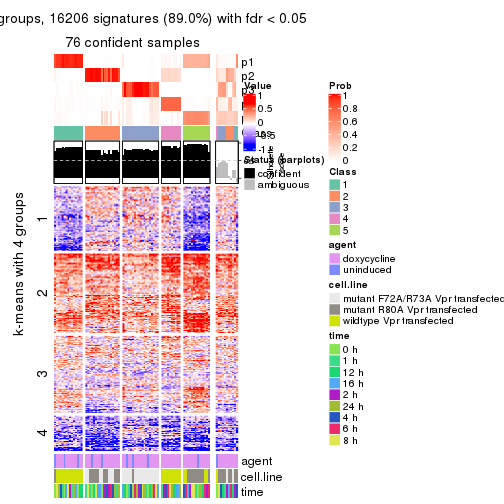 groups, 16206 signatures (89.0%) with fdr < 0.05
76 confident samples
p1
p2
p3
Value
1
0.5
0
-0.5
-1
Status (barplots)
confident
ambiguous
Prob
1
0.8
0.6
0.4
0.2
0
Class
1
2
3
4
5
agent
doxycycline
uninduced
cell.line
mutant F72A/R73A Vpr transfected
mutant R80A Vpr transfected
wildtype Vpr transfected
time
0 h
1 h
12 h
16 h
2 h
24 h
4 h
6 h
8 h
k-means with 4 groups
1
2
3
4
agent
cell.line
time